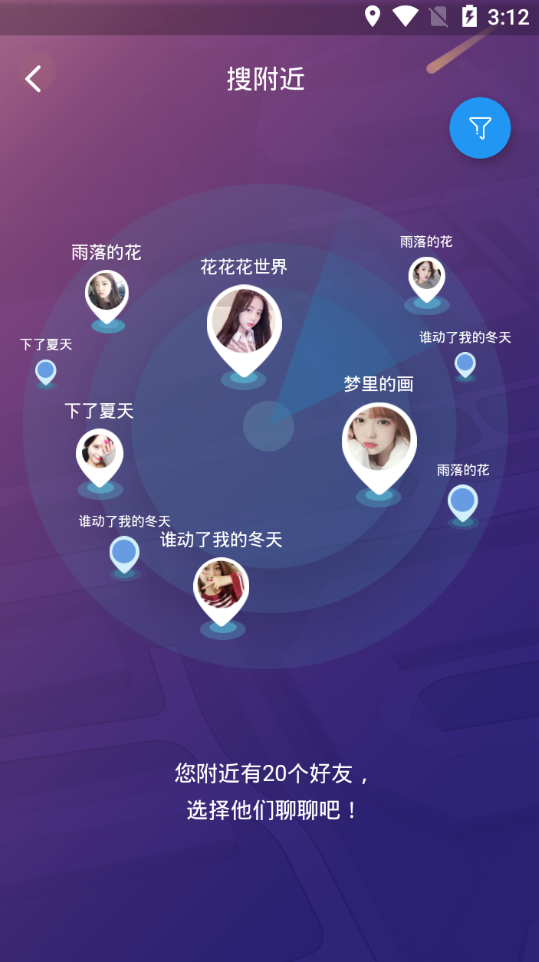 3:12
搜附近
雨落的花
雨落的花
花花花世界
下了夏天
谁动了我的冬天
梦里的画
下了夏天
雨落的花
谁动了我的冬天
谁动了我的冬天
您附近有20个好友，
选择他们聊聊吧！